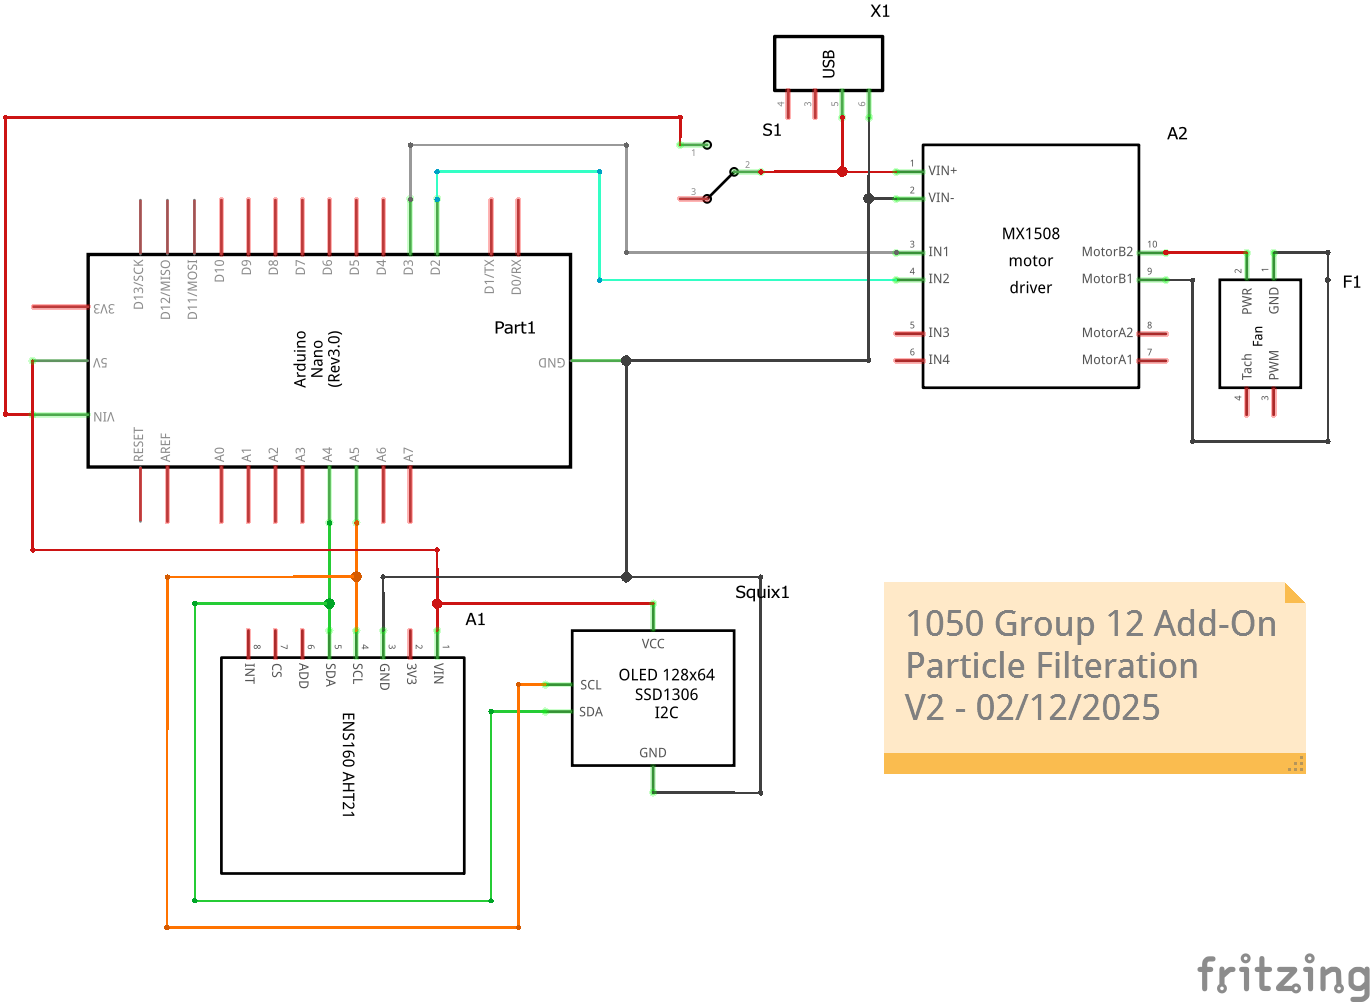 X1
USB
4
3
5
6
S1
1
2
3
A2
1
VIN+
2
VIN-
3
IN1
4
IN2
5
IN3
6
IN4
MX1508
motor
driver
MotorB2
10
MotorB1
9
MotorA2
8
MotorA1
7
F1
2
1
PWR
GND
Fan
Tach
PWM
4
3
D13/SCK
D12/MISO
D11/MOSI
D10
D9
D8
D7
D6
D5
D4
D3
D2
D1/TX
D0/RX
3V3
5V
VIN
Part1
Arduino
Nano
(Rev3.0)
GND
RESET
AREF
A0
A1
A2
A3
A4
A5
A6
A7
A1
8
7
6
5
4
3
2
1
INT
CS
ADD
SDA
SCL
GND
3V3
VIN
ENS160 AHT21
Squix1
VCC
OLED 128x64
SSD1306
I2C
SCL
SDA
GND
1050 Group 12 Add-On
Particle Filteration
V2 - 02/12/2025
fritzing